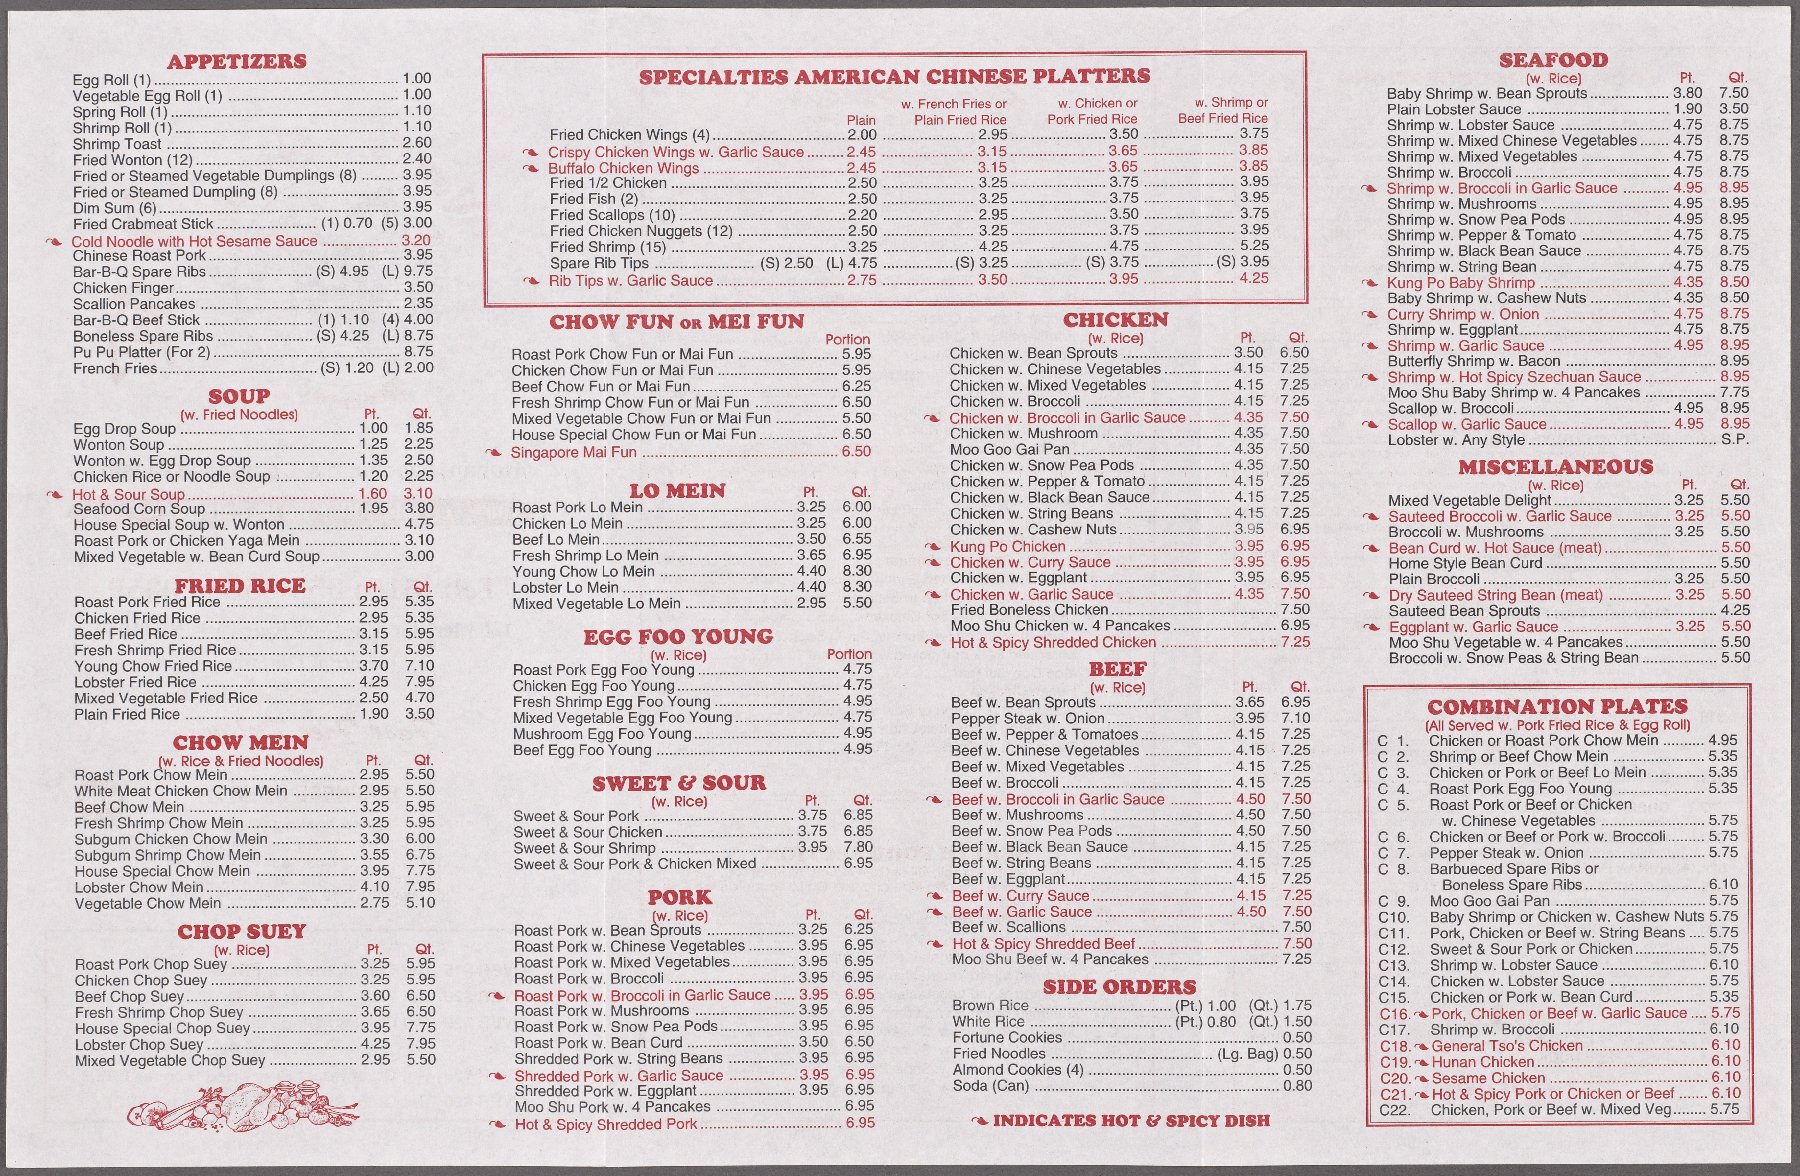 APPETIZERS
Egg Roll (1) 1.00
Vegetable Egg Roll (1) 1.00
Spring Roll (1) 1.10
Shrimp Roll (1) 1.10
Shrimp Toast 2.60
Fried Wonton (12) 2.40
Fried or Steamed Vegetable Dumplings (8) 3.95
Fried or Steamed Dumpling (8) 3.95
Dim Sum (6) 3.95
Fried Crabmeat Stick (1) 0.70 (5) 3.00
Cold Noodle with Hot Sesame Sauce 3.20
Chinese Roast Pork 3.95
Bar-B-Q Spare Ribs (S) 4.95 (L) 9.75
Chicken Finger 3.50
Scallion Pancakes 2.35
Bar-B-Q Beef Stick (1) 1.10 (4) 4.00
Boneless Spare Ribs (S) 4.25 (L) 8.75
Pu Pu Platter (For 2) 8.75
French Fries (S) 1.20 (L) 2.00
SOUP
(w. Fried Noodles) Pt. Qt.
Egg Drop Soup 1.00 1.85
Wonton Soup 1.25 2.25
Wonton w. Egg Drop Soup 1.35 2.50
Chicken Rice or Noodle Soup 1.20 2.25
Hot & Sour Soup 1.60 3.10
Seafood Corn Soup 1.95 3.80
House Special Soup w. Wonton 4.75
Roast Pork or Chicken Yaga Mein 3.10
Mixed Vegetable w. Bean Curd Soup 3.00
FRIED RICE Pt. Qt.
Roast Pork Fried Rice 2.95 5.35
Chicken Fried Rice 2.95 5.35
Beef Fried Rice 3.15 5.95
Fresh Shrimp Fried Rice 3.15 5.95
Young Chow Fried Rice 3.70 7.10
Lobster Fried Rice 4.25 7.95
Mixed Vegetable Fried Rice 2.50 4.70
Plain Fried Rice 1.90 3.50
CHOW MEIN
(w. Rice & Fried Noodles) Pt. Qt.
Roast Pork Chow Mein 2.95 5.50
White Meat Chicken Chow Mein 2.95 5.50
Beef Chow Mein 3.25 5.95
Fresh Shrimp Chow Mein 3.25 5.95
Subgum Chicken Chow Mein 3.30 6.00
Subgum Shrimp Chow Mein 3.55 6.75
House Special Chow Mein 3.95 7.75
Lobster Chow Mein 4.10 7.95
Vegetable Chow Mein 2.75 5.10
CHOP SUEY
(w. Rice) Pt. Qt.
Roast Pork Chop Suey 3.25 5.95
Chicken Chop Suey 3.25 5.95
Beef Chop Suey 3.60 6.50
Fresh Shrimp Chop Suey 3.65 6.50
House Special Chop Suey 3.95 7.75
Lobster Chop Suey 4.25 7.95
Mixed Vegetable Chop Suey 2.95 5.50
SPECIALTIES AMERICAN CHINESE PLATTERS
w. French Fries or w. Chicken or w. Shrimp or
Plain Plain Fried Rice Pork Fried Rice Beef Fried Rice
Fried Chicken Wings (4) 2.00 2.95 3.50 3.75
Crispy Chicken Wings w. Garlic Sauce 2.45 3.15 3.65 3.85
Buffalo Chicken Wings 2.45 3.15 3.65 3.85
Fried 1/2 Chicken 2.50 3.25 3.75 3.95
Fried Fish (2) 2.50 3.25 3.75 3.95
Fried Scallops (10) 2.20 2.95 3.50 3.75
Fried Chicken Nuggets (12) 2.50 3.25 3.75 3.95
Fried Shrimp (15) 3.25 4.25 4.75 5.25
Spare Rib Tips (S) 2.50 (L) 4.75 (S) 3.25 (S) 3.75 (S) 3.95
Rib Tips w. Garlic Sauce 2.75 3.50 3.95 4.25
CHOW FUN OR MEI FUN
Portion
Roast Pork Chow Fun or Mai Fun 5.95
Chicken Chow Fun or Mai Fun 5.95
Beef Chow Fun or Mai Fun 6.25
Fresh Shrimp Chow Fun or Mai Fun 6.50
Mixed Vegetable Chow Fun or Mai Fun 5.50
House Special Chow Fun or Mai Fun 6.50
Singapore Mai Fun 6.50
LO MEIN Pt. Qt.
Roast Pork Lo Mein 3.25 6.00
Chicken Lo Mein 3.25 6.00
Beef Lo Mein 3.50 6.55
Fresh Shrimp Lo Mein 3.65 6.95
Young Chow Lo Mein 4.40 8.30
Lobster Lo Mein 4.40 8.30
Mixed Vegetable Lo Mein 2.95 5.50
EGG FOO YOUNG
(w. Rice) Portion
Roast Pork Egg Foo Young 4.75
Chicken Egg Foo Young 4.75
Fresh Shrimp Egg Foo Young 4.95
Mixed Vegetable Egg Foo Young 4.75
Mushroom Egg Foo Young 4.95
Beef Egg Foo Young 4.95
SWEET & SOUR
(w. Rice) Pt. Qt.
Sweet & Sour Pork 3.75 6.85
Sweet & Sour Chicken 3.75 6.85
Sweet & Sour Shrimp 3.95 7.80
Sweet & Sour Pork & Chicken Mixed 6.95
PORK
(w. Rice) Pt. Qt.
Roast Pork w. Bean Sprouts 3.25 6.25
Roast Pork w. Chinese Vegetables 3.95 6.95
Roast Pork w. Mixed Vegetables 3.95 6.95
Roast Pork w. Broccoli 3.95 6.95
Roast Pork w. Broccoli in Garlic Sauce 3.95 6.95
Roast Pork w. Mushrooms 3.95 6.95
Roast Pork w. Snow Pea Pods 3.95 6.95
Roast Pork w. Bean Curd 3.50 6.50
Shredded Pork w. String Beans 3.95 6.95
Shredded Pork w. Garlic Sauce 3.95 6.95
Shredded Pork w. Eggplant 3.95 6.95
Moo Shu Pork w. 4 Pancakes 6.95
Hot & Spicy Shredded Pork 6.95
CHICKEN
(w. Rice) Pt. Qt.
Chicken w. Bean Sprouts 3.50 6.50
Chicken w. Chinese Vegetables 4.15 7.25
Chicken w. Mixed Vegetables 4.15 7.25
Chicken w. Broccoli 4.15 7.25
Chicken w. Broccoli in Garlic Sauce 4.35 7.50
Chicken w. Mushroom 4.35 7.50
Moo Goo Gai Pan 4.35 7.50
Chicken w. Snow Pea Pods 4.35 7.50
Chicken w. Pepper & Tomato 4.15 7.25
Chicken w. Black Bean Sauce 4.15 7.25
Chicken w. String Beans 4.15 7.25
Chicken w. Cashew Nuts 3.95 6.95
Kung Po Chicken 3.95 6.95
Chicken w. Curry Sauce 3.95 6.95
Chicken w. Eggplant 3.95 6.95
Chicken w. Garlic Sauce 4.35 7.50
Fried Boneless Chicken 7.50
Moo Shu Chicken w. 4 Pancakes 6.95
Hot & Spicy Shredded Chicken 7.25
BEEF
(w. Rice) Pt. Qt.
Beef w. Bean Sprouts 3.65 6.95
Pepper Steak w. Onion 3.95 7.10
Beef w. Pepper & Tomatoes 4.15 7.25
Beef w. Chinese Vegetables 4.15 7.25
Beef w. Mixed Vegetables 4.15 7.25
Beef w. Broccoli 4.15 7.25
Beef w. Broccoli in Garlic Sauce 4.50 7.50
Beef w. Mushrooms 4.50 7.50
Beef w. Snow Pea Pods 4.50 7.50
Beef w. Black Bean Sauce 4.15 7.25
Beef w. String Beans 4.15 7.25
Beef w. Eggplant 4.15 7.25
Beef w. Curry Sauce 4.15 7.25
Beef w. Garlic Sauce 4.50 7.50
Beef w. Scallions 7.50
Hot & Spicy Shredded Beef 7.50
Moo Shu Beef w. 4 Pancakes 7.25
SIDE ORDERS
Brown Rice (Pt.) 1.00 (Qt.) 1.75
White Rice (Pt.) 0.80 (Qt.) 1.50
Fortune Cookies 0.50
Fried Noodles (Lg. Bag) 0.50
Almond Cookies (4) 0.50
Soda (Can) 0.80
INDICATES HOT & SPICY DISH
SEAFOOD
(w. Rice) Pt. Qt.
Baby Shrimp w. Bean Sprouts 3.80 7.50
Plain Lobster Sauce 1.90 3.50
Shrimp w. Lobster Sauce 4.75 8.75
Shrimp w. Mixed Chinese Vegetables 4.75 8.75
Shrimp w. Mixed Vegetables 4.75 8.75
Shrimp w. Broccoli 4.75 8.75
Shrimp w. Broccoli in Garlic Sauce 4.95 8.95
Shrimp w. Mushrooms 4.95 8.95
Shrimp w. Snow Pea Pods 4.95 8.95
Shrimp w. Pepper & Tomato 4.75 8.75
Shrimp w. Black Bean Sauce 4.75 8.75
Shrimp w. String Bean 4.75 8.75
Kung Po Baby Shrimp 4.35 8.50
Baby Shrimp w. Cashew Nuts 4.35 8.50
Curry Shrimp w. Onion 4.75 8.75
Shrimp w. Eggplant 4.75 8.75
Shrimp w. Garlic Sauce 4.95 8.95
Butterfly Shrimp w. Bacon 8.95
Shrimp w. Hot Spicy Szechuan Sauce 8.95
Moo Shu Baby Shrimp w. 4 Pancakes 7.75
Scallop w. Broccoli 4.95 8.95
Scallop w. Garlic Sauce 4.95 8.95
Lobster w. Any Style S.P.
MISCELLANEOUS
(w. Rice) Pt. Qt.
Mixed Vegetable Delight 3.25 5.50
Sauteed Broccoli w. Garlic Sauce 3.25 5.50
Broccoli w. Mushrooms 3.25 5.50
Bean Curd w. Hot Sauce (meat) 5.50
Home Style Bean Curd 5.50
Plain Broccoli 3.25 5.50
Dry Sauteed String Bean (meat) 3.25 5.50
Sauteed Bean Sprouts 4.25
Eggplant w. Garlic Sauce 3.25 5.50
Moo Shu Vegetable w. 4 Pancakes 5.50
Broccoli w. Snow Peas & String Bean 5.50
COMBINATION PLATES
(All Served w. Pork Fried Rice & Egg Roll)
C 1. Chicken or Roast Pork Chow Mein 4.95
C 2. Shrimp or Beef Chow Mein 5.35
C 3. Chicken or Pork or Beef Lo Mein 5.35
C 4. Roast Pork Egg Foo Young 5.35
C 5. Roast Pork or Beef or Chicken
w. Chinese Vegetables 5.75
C 6. Chicken or Beef or Pork w. Broccoli 5.75
C 7. Pepper Steak w. Onion 5.75
C 8. Barbueced Spare Ribs or
Boneless Spare Ribs 6.10
C 9. Moo Goo Gai Pan 5.75
C10. Baby Shrimp or Chicken w. Cashew Nuts 5.75
C11. Pork, Chicken or Beef w. String Beans 5.75
C12. Sweet & Sour Pork or Chicken 5.75
C13. Shrimp w. Lobster Sauce 6.10
C14. Chicken w. Lobster Sauce 5.75
C15. Chicken or Pork w. Bean Curd 5.35
C16. Pork, Chicken or Beef w. Garlic Sauce 5.75
C17. Shrimp w. Broccoli 6.10
C18. General Tso's Chicken 6.10
C19. Hunan Chicken 6.10
C20. Sesame Chicken 6.10
C21. Hot & Spicy Pork or Chicken or Beef 6.10
C22. Chicken, Pork or Beef w. Mixed Veg. 5.75